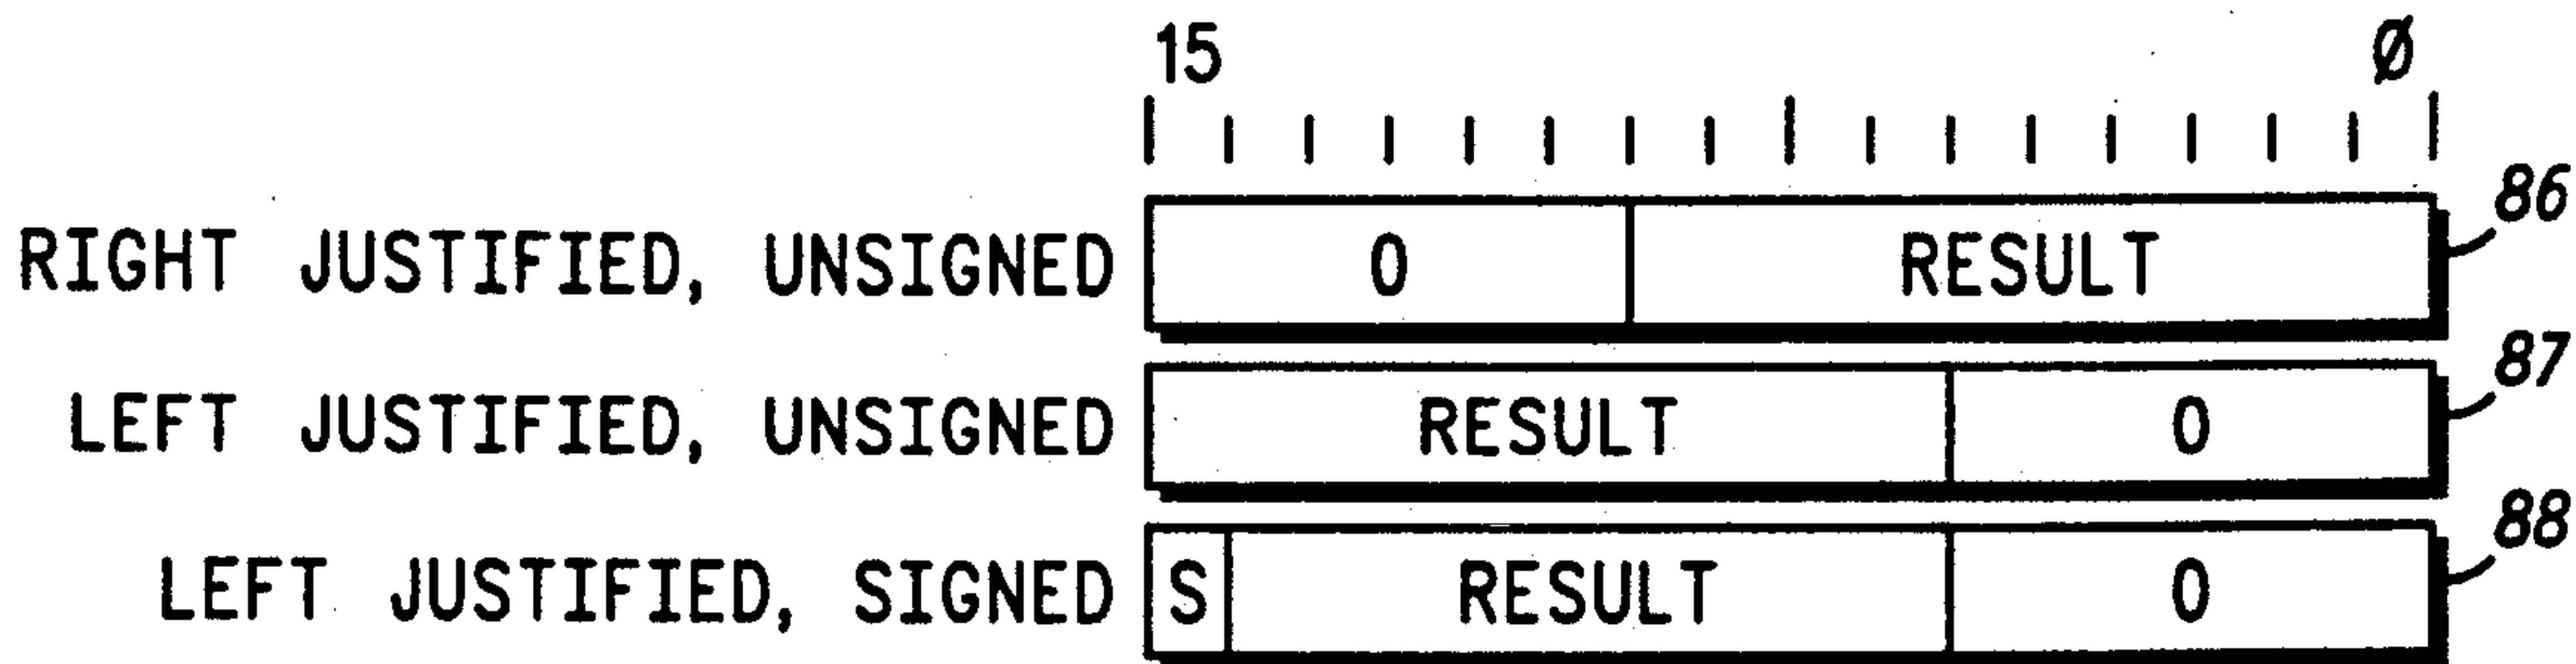 15 Ø
RIGHT JUSTIFIED, UNSIGNED 0 RESULT 86
LEFT JUSTIFIED, UNSIGNED RESULT 0 87
LEFT JUSTIFIED, SIGNED S RESULT 0 88